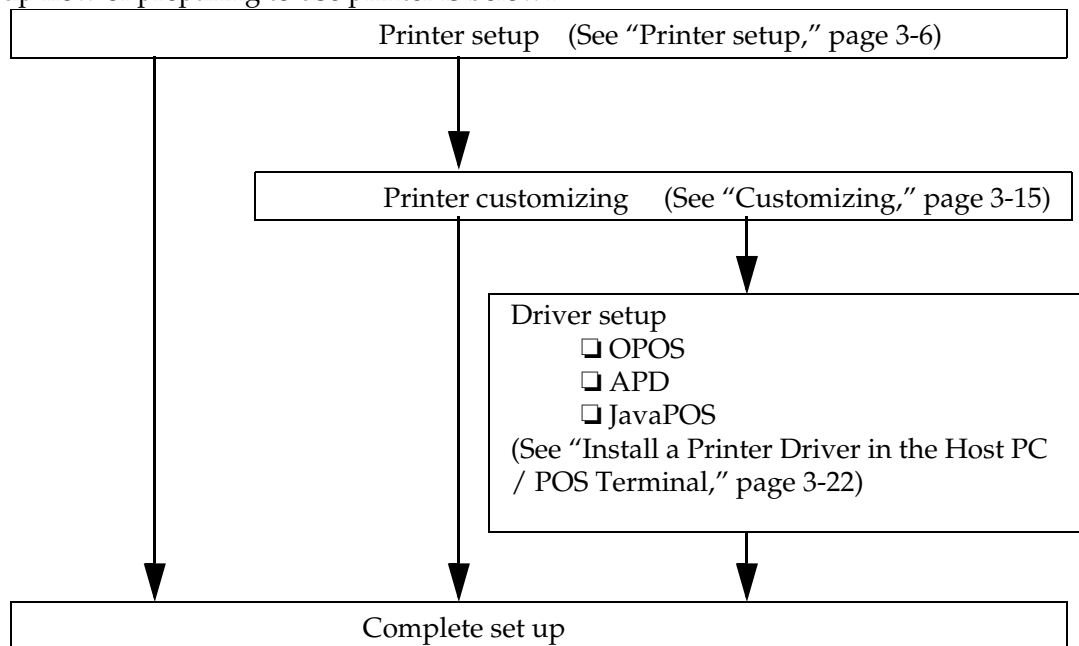 Printer setup (See “Printer setup,” page 3-6)
Printer customizing (See “Customizing,” page 3-15)
Driver setup
❏ OPOS
❏ APD
❏ JavaPOS
(See “Install a Printer Driver in the Host PC
/ POS Terminal,” page 3-22)
Complete set up